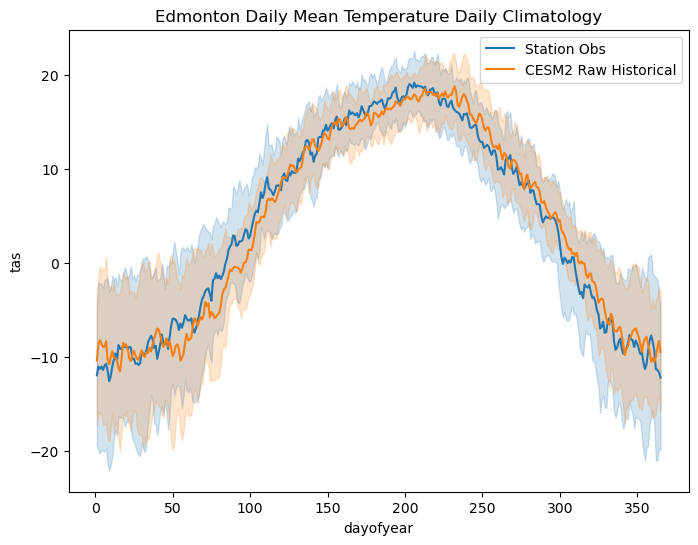 Edmonton Daily Mean Temperature Daily Climatology
Station Obs
CESM2 Raw Historical
tas
20
10
0
−10
−20
0 50 100 150 200 250 300 350
dayofyear